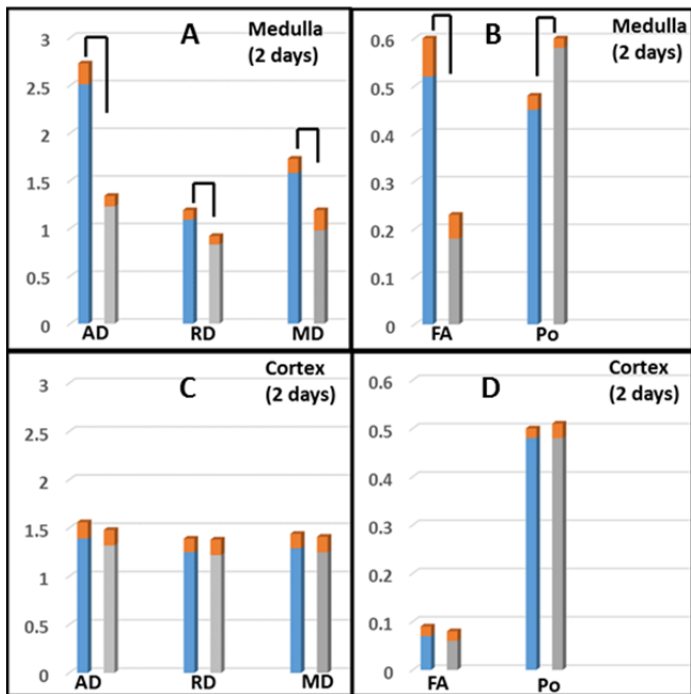 A
Medulla
(2 days)
3
2.5
2
1.5
1
0.5
0
AD
RD
MD
B
Medulla
(2 days)
0.6
0.5
0.4
0.3
0.2
0.1
0
FA
Po
C
Cortex
(2 days)
3
2.5
2
1.5
1
0.5
0
AD
RD
MD
D
Cortex
(2 days)
0.6
0.5
0.4
0.3
0.2
0.1
0
FA
Po